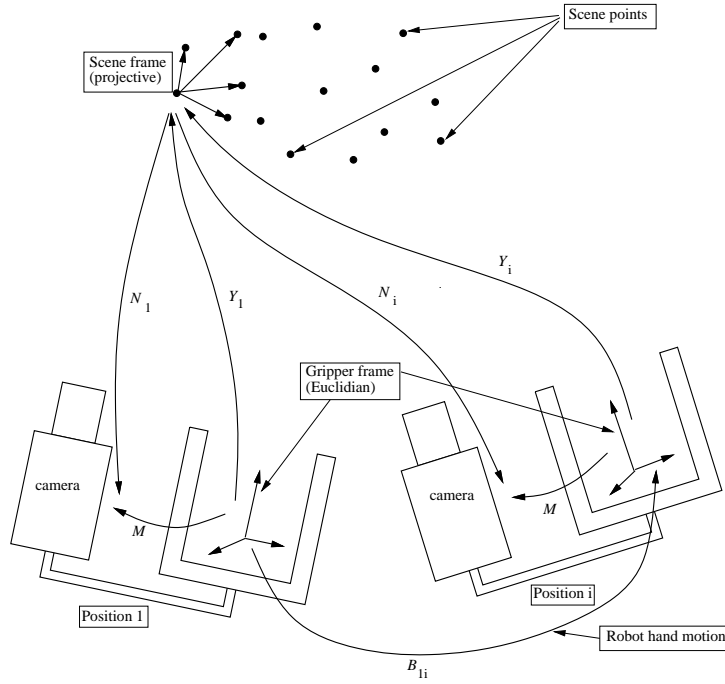 Scene points
Scene frame
(projective)
N 1
Y 1
N i
Y i
Gripper frame
(Euclidian)
camera
camera
M
M
Position 1
Position i
Robot hand motion
B 1i